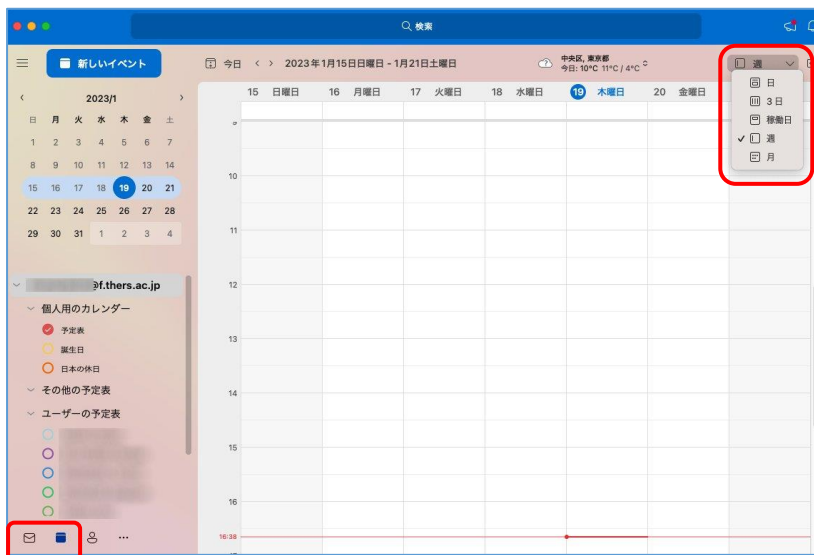 検索
新しいイベント
今日 < > 2023年1月15日日曜日 - 1月21日土曜日
中央区, 東京都
今日: 10°C 11°C / 4°C
週
日
3 日
稼働日
週
月
2023/1
日 月 火 水 木 金 土
1 2 3 4 5 6 7
8 9 10 11 12 13 14
15 16 17 18 19 20 21
22 23 24 25 26 27 28
29 30 31 1 2 3 4
15 日曜日 16 月曜日 17 火曜日 18 水曜日 19 木曜日 20 金曜日
10
11
12
13
14
15
16
16:38
@f.thers.ac.jp
個人用のカレンダー
予定表
誕生日
日本の休日
その他の予定表
ユーザーの予定表